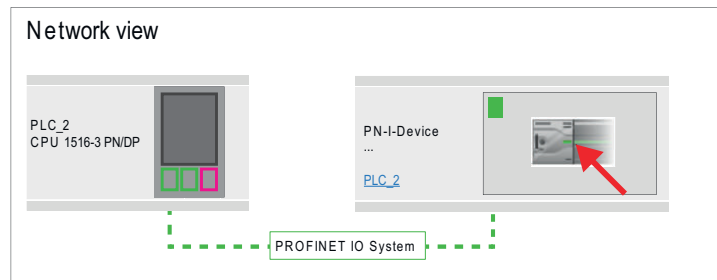 Network view
PLC_2
CPU 1516-3 PN/DP
PN-I-Device
...
PLC_2
PROFINET IO System